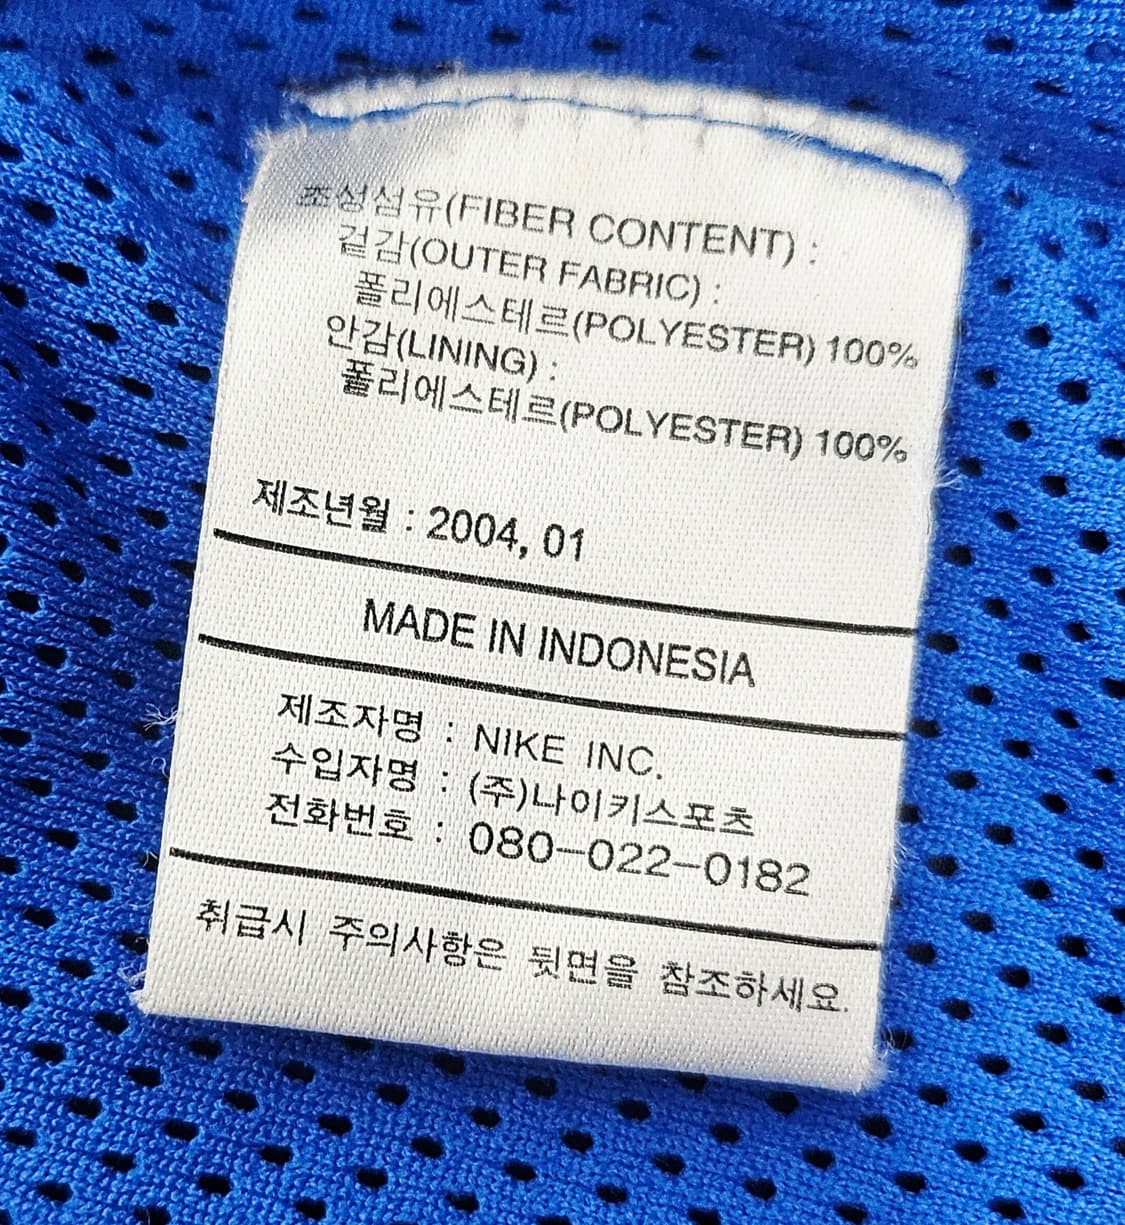 조성섬유(FIBER CONTENT) :
겉감(OUTER FABRIC) :
폴리에스테르(POLYESTER) 100%
안감(LINING) :
폴리에스테르(POLYESTER) 100%
제조년월 : 2004, 01
MADE IN INDONESIA
제조자명 : NIKE INC.
수입자명 : (주)나이키스포츠
전화번호 : 080-022-0182
취급시 주의사항은 뒷면을 참조하세요.